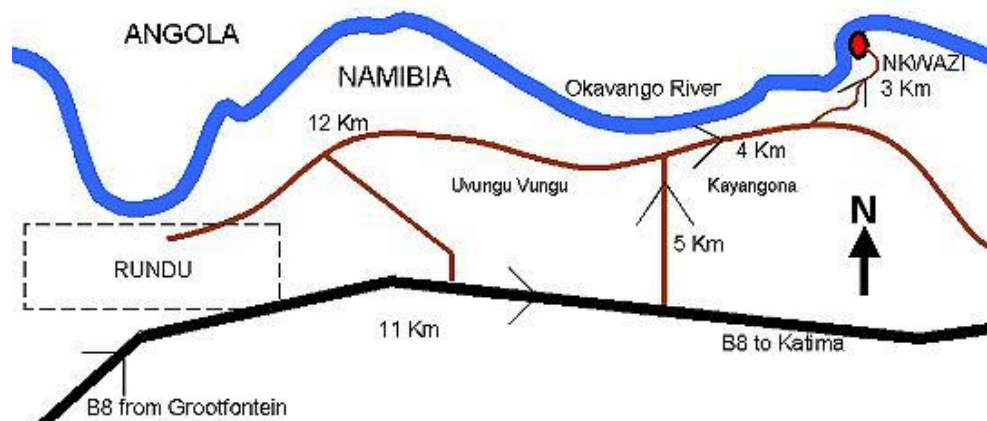 ANGOLA
NAMIBIA
NKWAZI
3 Km
Okavango River
12 Km
4 Km
Uvungu Vungu
Kayangona
N
5 Km
RUNDU
11 Km
B8 to Katima
B8 from Grootfontein